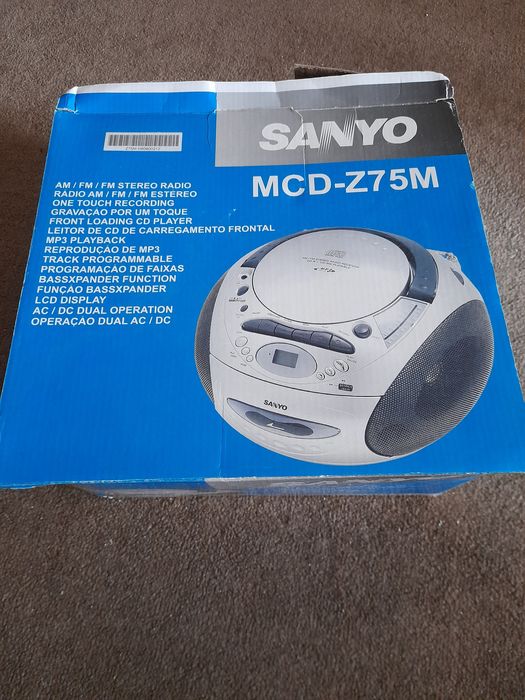 SANYO
MCD-Z75M
AM / FM / FM STEREO RADIO
RADIO AM / FM / FM ESTEREO
ONE TOUCH RECORDING
GRAVAÇAO POR UM TOQUE
FRONT LOADING CD PLAYER
LEITOR DE CD DE CARREGAMENTO FRONTAL
MP3 PLAYBACK
REPRODUÇAO DE MP3
TRACK PROGRAMMABLE
PROGRAMAÇAO DE FAIXAS
BASSXPANDER FUNCTION
FUNÇAO BASSXPANDER
LCD DISPLAY
AC / DC DUAL OPERATION
OPERAÇAO DUAL AC / DC
SANYO
SANYO